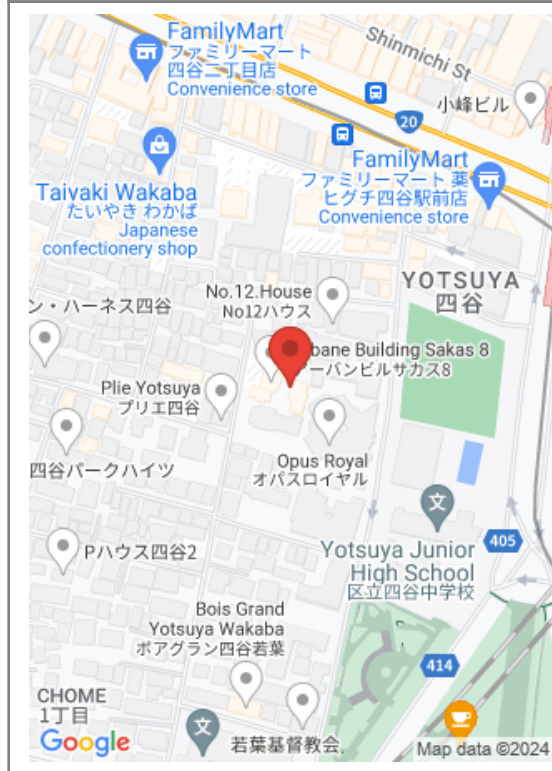 FamilyMart
ファミリーマート
四谷二丁目店
Convenience store
Shinmichi St
小峰ビル
20
FamilyMart
ファミリーマート 薬
ヒグチ四谷駅前店
Convenience store
Taiyaki Wakaba
たいやき わかば
Japanese
confectionery shop
YOTSUYA
四谷
No.12.House
No12ハウス
ン・ハーネス四谷
bane Building Sakas 8
ーバンビルサカス8
Plie Yotsuya
プリエ四谷
Opus Royal
オパスロイヤル
四谷パークハイツ
文
Pハウス四谷2
Yotsuya Junior
High School
区立四谷中学校
405
Bois Grand
Yotsuya Wakaba
ボアグラン四谷若葉
414
CHOME
1丁目
文
若葉基督教会
Google
Map data ©2024